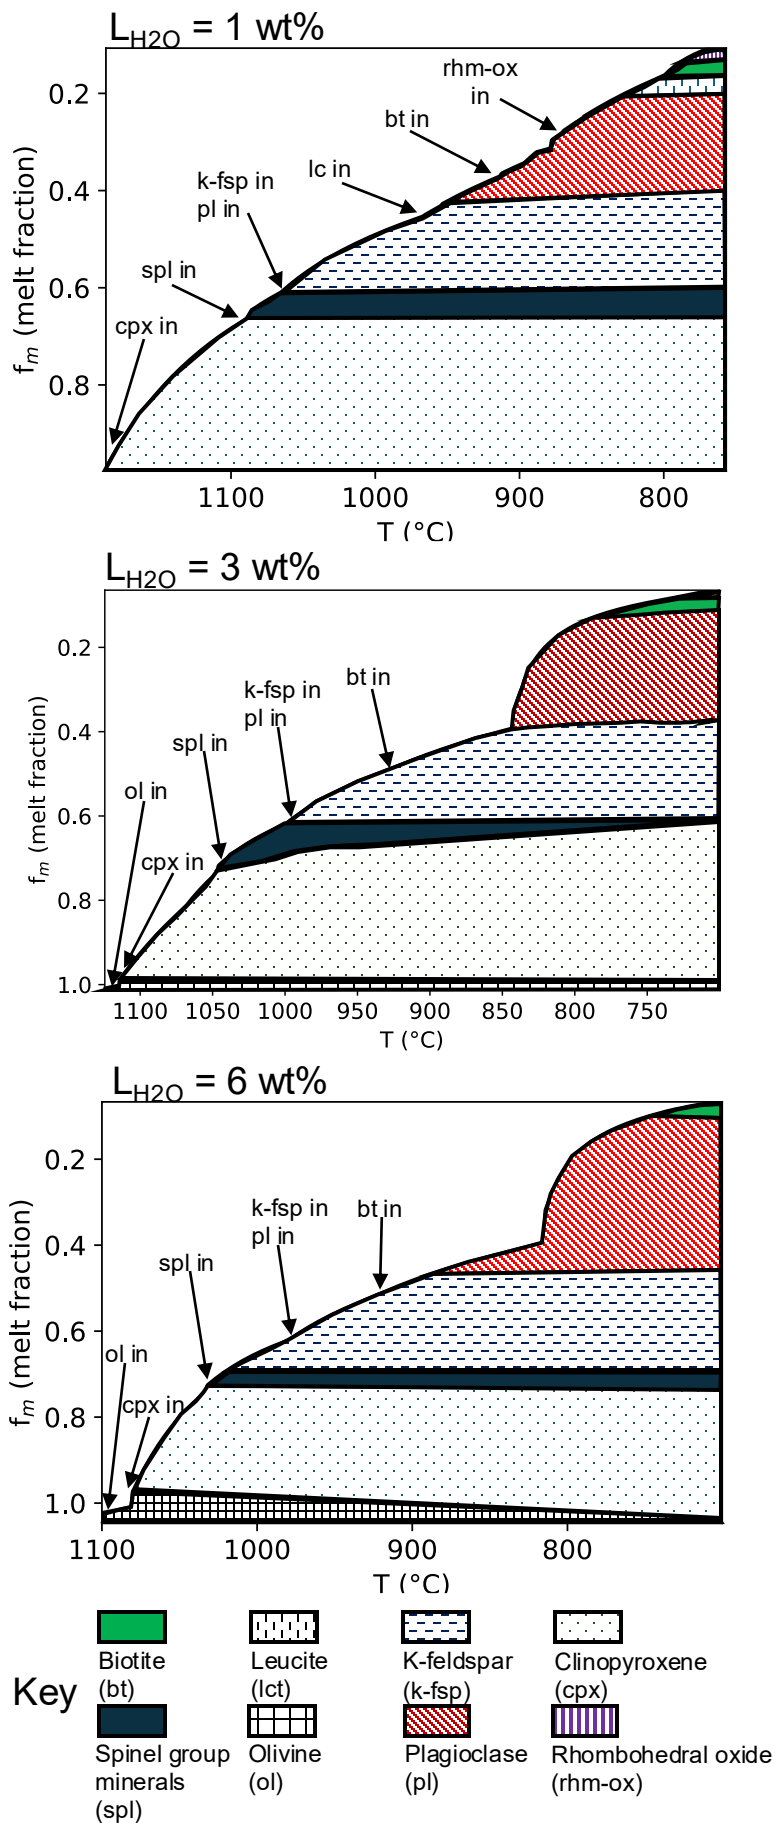 L_H2O = 1 wt%
rhm-ox
in
bt in
lc in
k-fsp in
pl in
spl in
cpx in
0.2
0.4
0.6
0.8
f_m (melt fraction)
1100 1000 900 800
T (°C)
L_H2O = 3 wt%
bt in
k-fsp in
pl in
spl in
ol in
cpx in
0.2
0.4
0.6
0.8
1.0
f_m (melt fraction)
1100 1050 1000 950 900 850 800 750
T (°C)
L_H2O = 6 wt%
k-fsp in
pl in
bt in
spl in
ol in
cpx in
0.2
0.4
0.6
0.8
1.0
f_m (melt fraction)
1100 1000 900 800
T (°C)
Key
Biotite
(bt)
Leucite
(lct)
K-feldspar
(k-fsp)
Clinopyroxene
(cpx)
Spinel group
minerals
(spl)
Olivine
(ol)
Plagioclase
(pl)
Rhombohedral oxide
(rhm-ox)